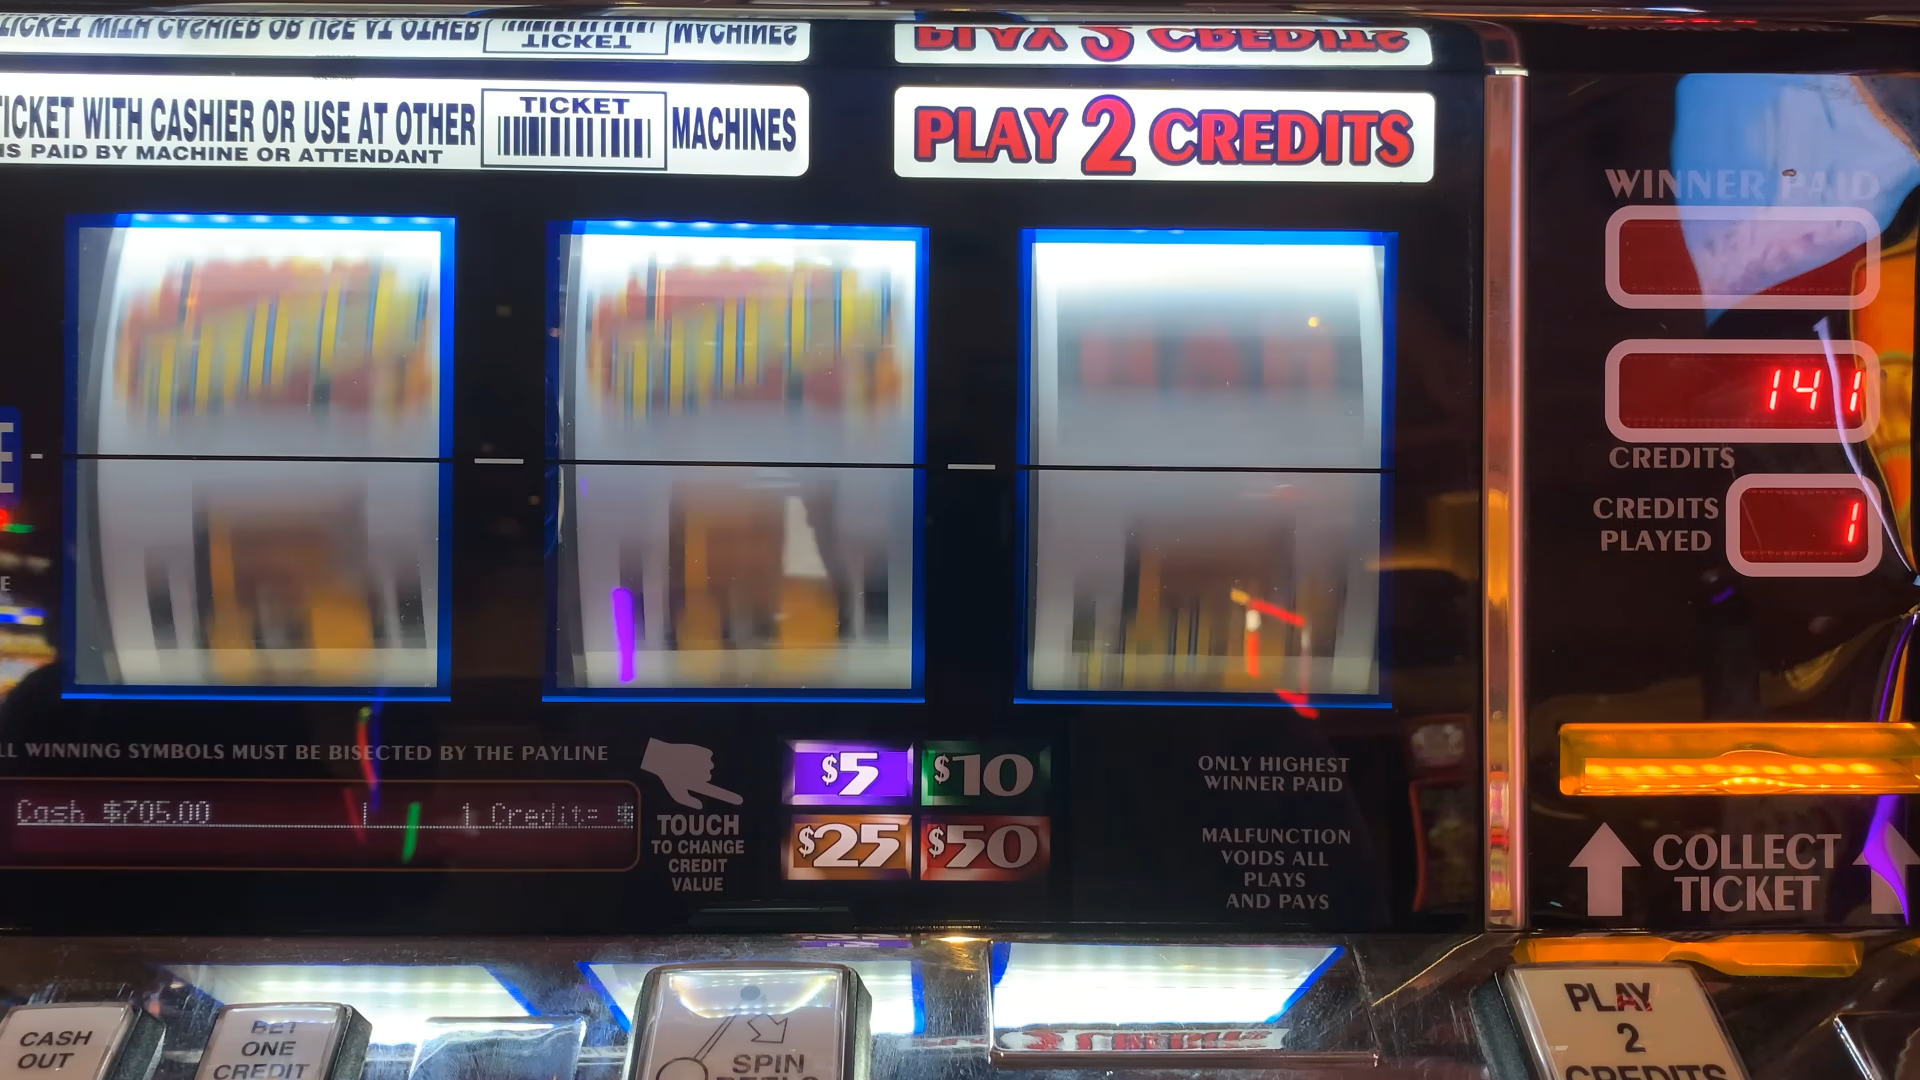 TICKET WITH CASHIER OR USE AT OTHER
TICKET
MACHINES
IS PAID BY MACHINE OR ATTENDANT
PLAY 2 CREDITS
WINNER PAID
141
CREDITS
CREDITS
PLAYED
1
LL WINNING SYMBOLS MUST BE BISECTED BY THE PAYLINE
Cash $705.00
1 Credit= $
TOUCH
TO CHANGE
CREDIT
VALUE
$5
$10
$25
$50
ONLY HIGHEST
WINNER PAID
MALFUNCTION
VOIDS ALL
PLAYS
AND PAYS
COLLECT
TICKET
CASH
OUT
BET
ONE
CREDIT
SPIN
REELS
PLAY
2
CREDITS